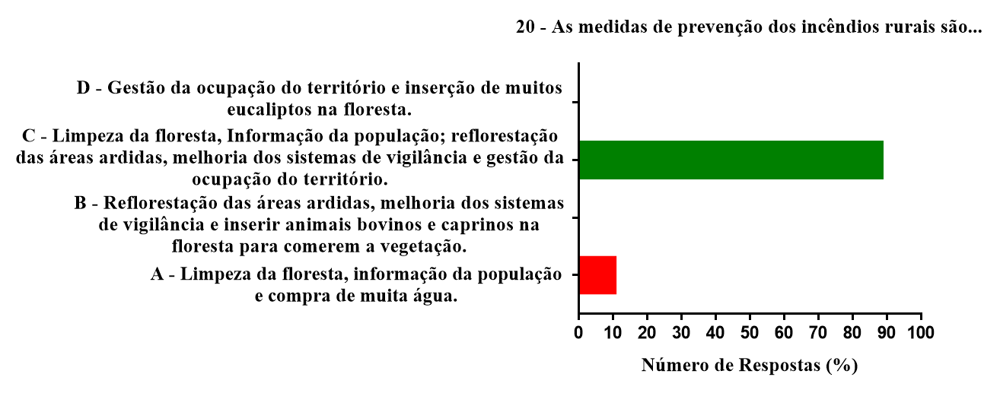 20 - As medidas de prevenção dos incêndios rurais são...
D - Gestão da ocupação do território e inserção de muitos
eucaliptos na floresta.
C - Limpeza da floresta, Informação da população; reflorestação
das áreas ardidas, melhoria dos sistemas de vigilância e gestão da
ocupação do território.
B - Reflorestação das áreas ardidas, melhoria dos sistemas
de vigilância e inserir animais bovinos e caprinos na
floresta para comerem a vegetação.
A - Limpeza da floresta, informação da população
e compra de muita água.
0 10 20 30 40 50 60 70 80 90 100
Número de Respostas (%)